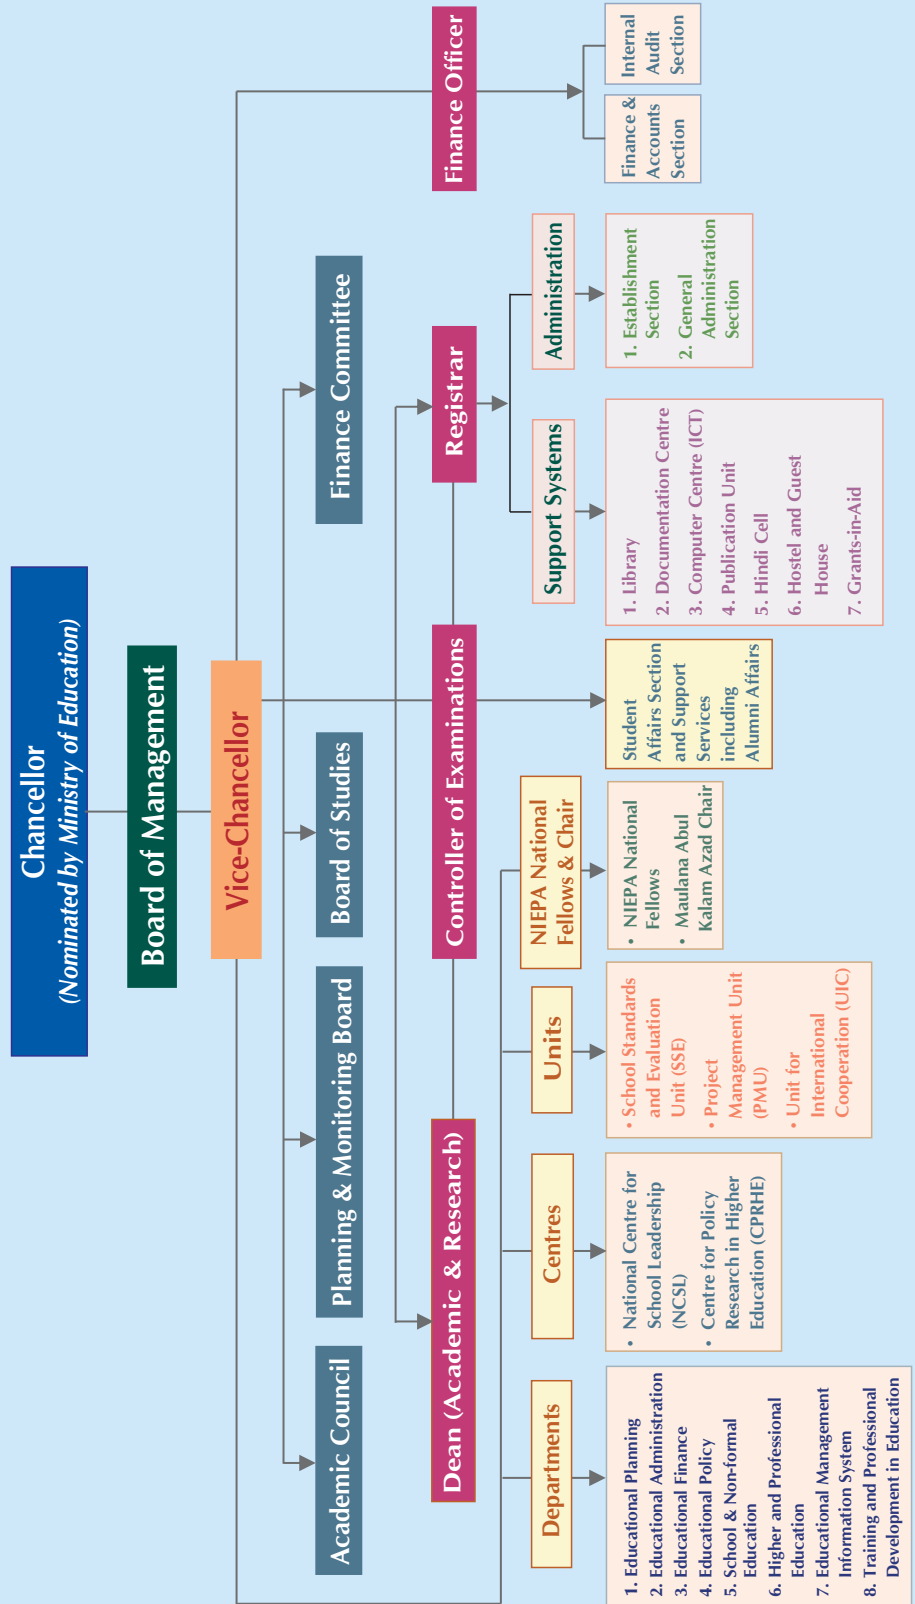 Chancellor
(Nominated by Ministry of Education)
Board of Management
Vice-Chancellor
Academic Council
Planning & Monitoring Board
Board of Studies
Finance Committee
Dean (Academic & Research)
Controller of Examinations
Registrar
Finance Officer
Departments
Centres
Units
NIEPA National
Fellows & Chair
Support Systems
Administration
1. Educational Planning
2. Educational Administration
3. Educational Finance
4. Educational Policy
5. School & Non-formal
Education
6. Higher and Professional
Education
7. Educational Management
Information System
8. Training and Professional
Development in Education
• National Centre for
School Leadership
(NCSL)
• Centre for Policy
Research in Higher
Education (CPRHE)
• School Standards
and Evaluation
Unit (SSE)
• Project
Management Unit
(PMU)
• Unit for
International
Cooperation (UIC)
• NIEPA National
Fellows
• Maulana Abul
Kalam Azad Chair
Student
Affairs Section
and Support
Services
including
Alumni Affairs
1. Library
2. Documentation Centre
3. Computer Centre (ICT)
4. Publication Unit
5. Hindi Cell
6. Hostel and Guest
House
7. Grants-in-Aid
1. Establishment
Section
2. General
Administration
Section
Finance &
Accounts
Section
Internal
Audit
Section